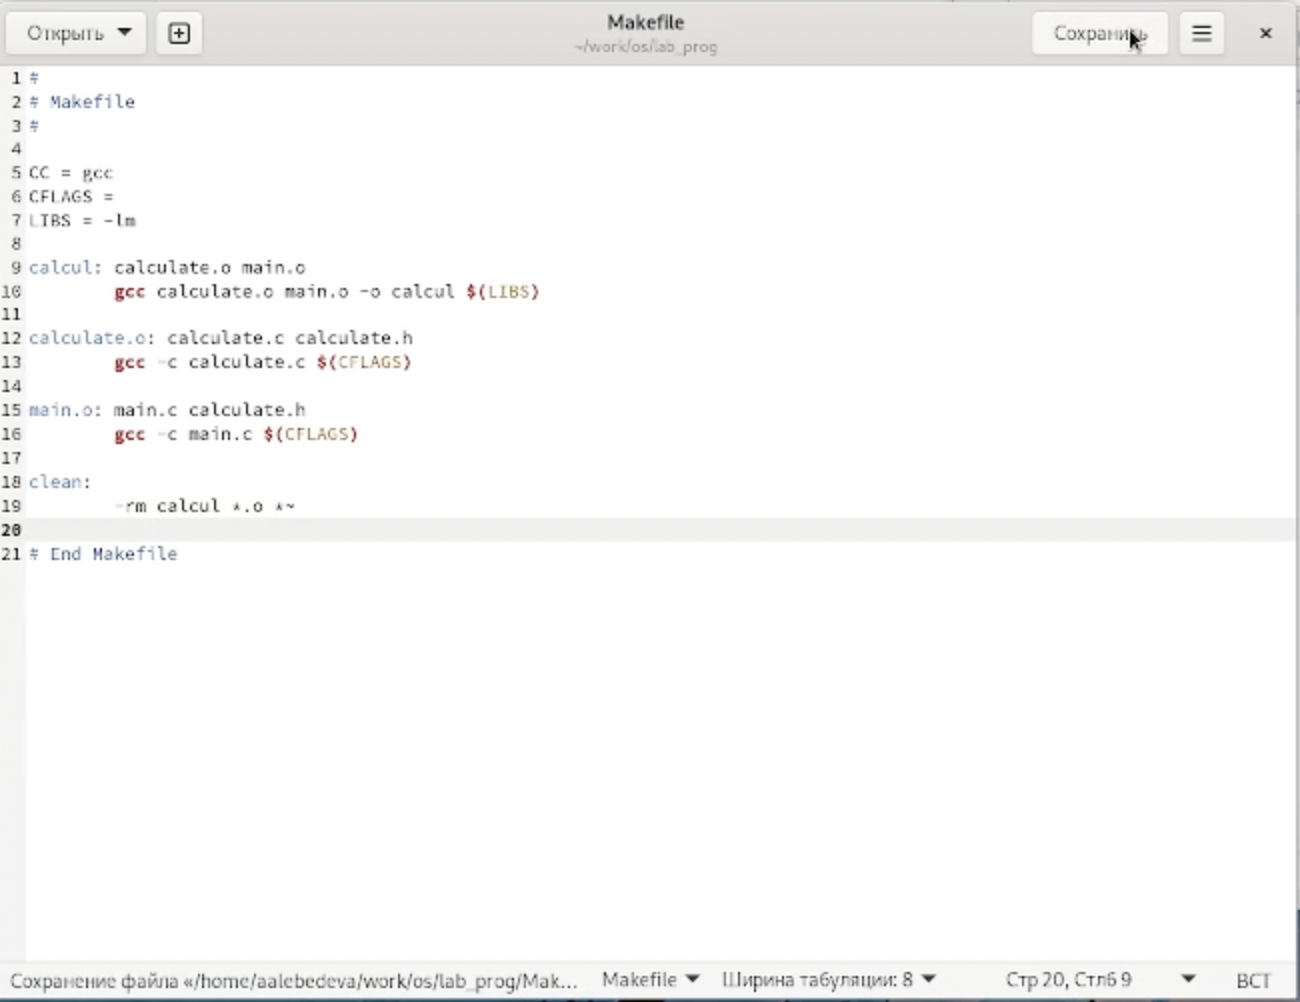 Открыть
Makefile
~/work/os/lab_prog
Сохранить
1 #
2 # Makefile
3 #
4
5 CC = gcc
6 CFLAGS =
7 LIBS = -lm
8
9 calcul: calculate.o main.o
10 gcc calculate.o main.o -o calcul $(LIBS)
11
12 calculate.o: calculate.c calculate.h
13 gcc -c calculate.c $(CFLAGS)
14
15 main.o: main.c calculate.h
16 gcc -c main.c $(CFLAGS)
17
18 clean:
19 -rm calcul *.o *~
20
21 # End Makefile
Сохранение файла «/home/aalebedeva/work/os/lab_prog/Mak... Makefile Ширина табуляции: 8 Стр 20, Стлб 9 ВСТ